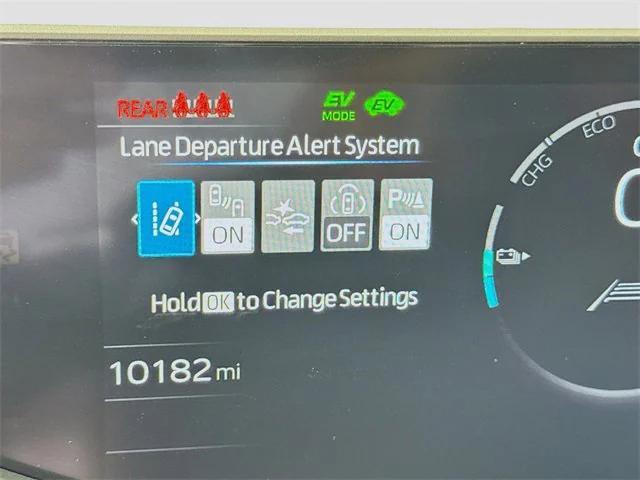 REAR
EV MODE EV
CHG ECO
Lane Departure Alert System
ON OFF P ON
Hold OK to Change Settings
10182 mi